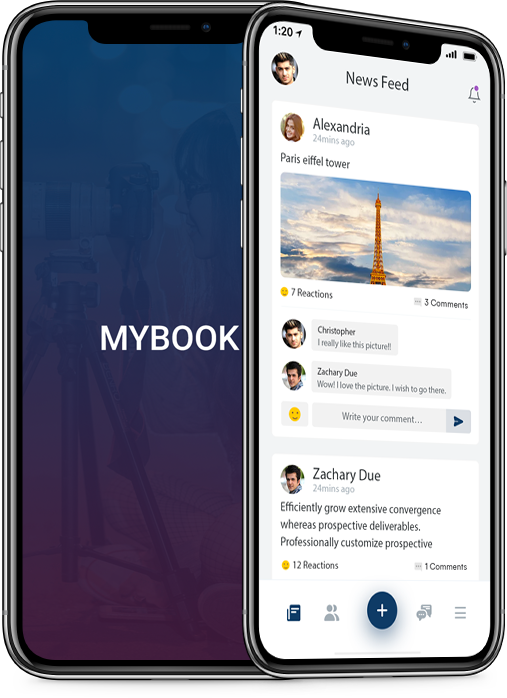 1:20
News Feed
Alexandria
24mins ago
Paris eiffel tower
7 Reactions
3 Comments
MYBOOK
Christopher
I really like this picture!!
Zachary Due
Wow! I love the picture. I wish to go there.
Write your comment...
Zachary Due
24mins ago
Efficiently grow extensive convergence
whereas prospective deliverables.
Professionally customize prospective
12 Reactions
1 Comments